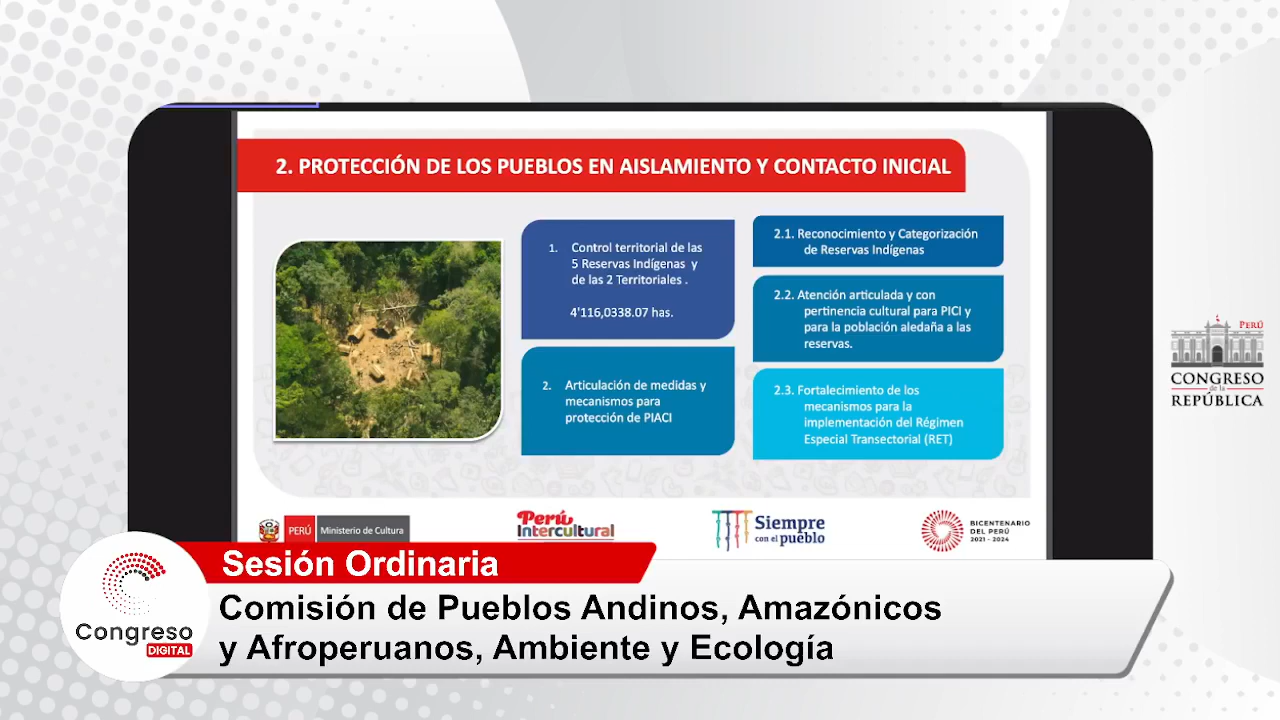 2. PROTECCIÓN DE LOS PUEBLOS EN AISLAMIENTO Y CONTACTO INICIAL
1. Control territorial de las
5 Reservas Indígenas y
de las 2 Territoriales .
4'116,0338.07 has.
2. Articulación de medidas y
mecanismos para
protección de PIACI
2.1. Reconocimiento y Categorización
de Reservas Indígenas
2.2. Atención articulada y con
pertinencia cultural para PICI y
para la población aledaña a las
reservas.
2.3. Fortalecimiento de los
mecanismos para la
implementación del Régimen
Especial Transectorial (RET)
PERÚ
CONGRESO
de la
REPÚBLICA
PERÚ Ministerio de Cultura
Perú
Intercultural
Siempre
con el pueblo
BICENTENARIO
DEL PERÚ
2021 - 2024
Congreso
DIGITAL
Sesión Ordinaria
Comisión de Pueblos Andinos, Amazónicos
y Afroperuanos, Ambiente y Ecología